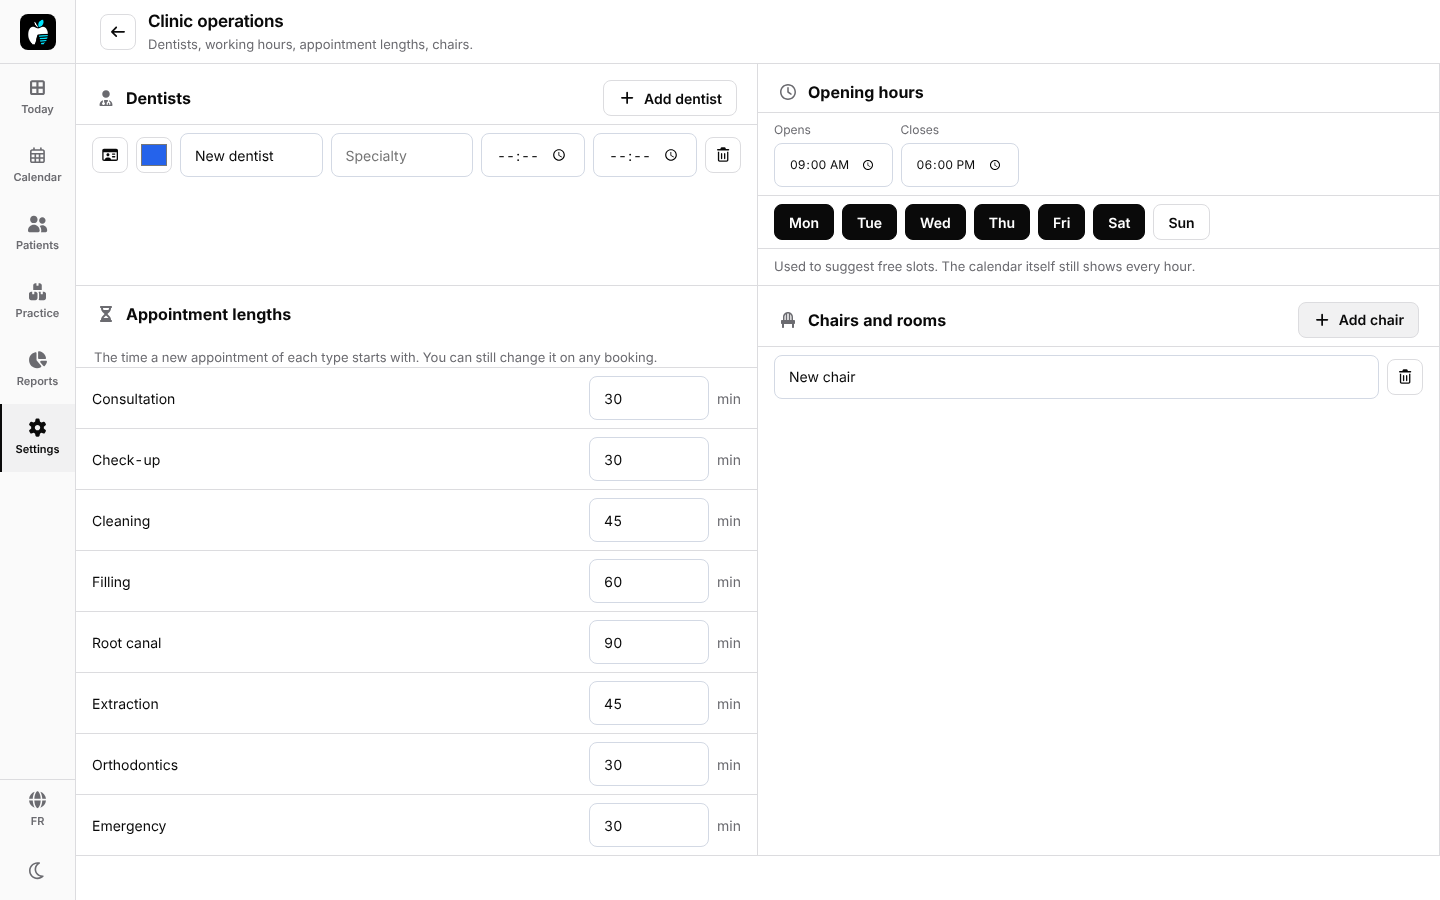 Clinic operations
Dentists, working hours, appointment lengths, chairs.
Today
Calendar
Patients
Practice
Reports
Settings
FR
Dentists
Add dentist
New dentist
Specialty
--:--
--:--
Opening hours
Opens
Closes
09:00 AM
06:00 PM
Mon Tue Wed Thu Fri Sat Sun
Used to suggest free slots. The calendar itself still shows every hour.
Appointment lengths
The time a new appointment of each type starts with. You can still change it on any booking.
Consultation 30 min
Check-up 30 min
Cleaning 45 min
Filling 60 min
Root canal 90 min
Extraction 45 min
Orthodontics 30 min
Emergency 30 min
Chairs and rooms
Add chair
New chair